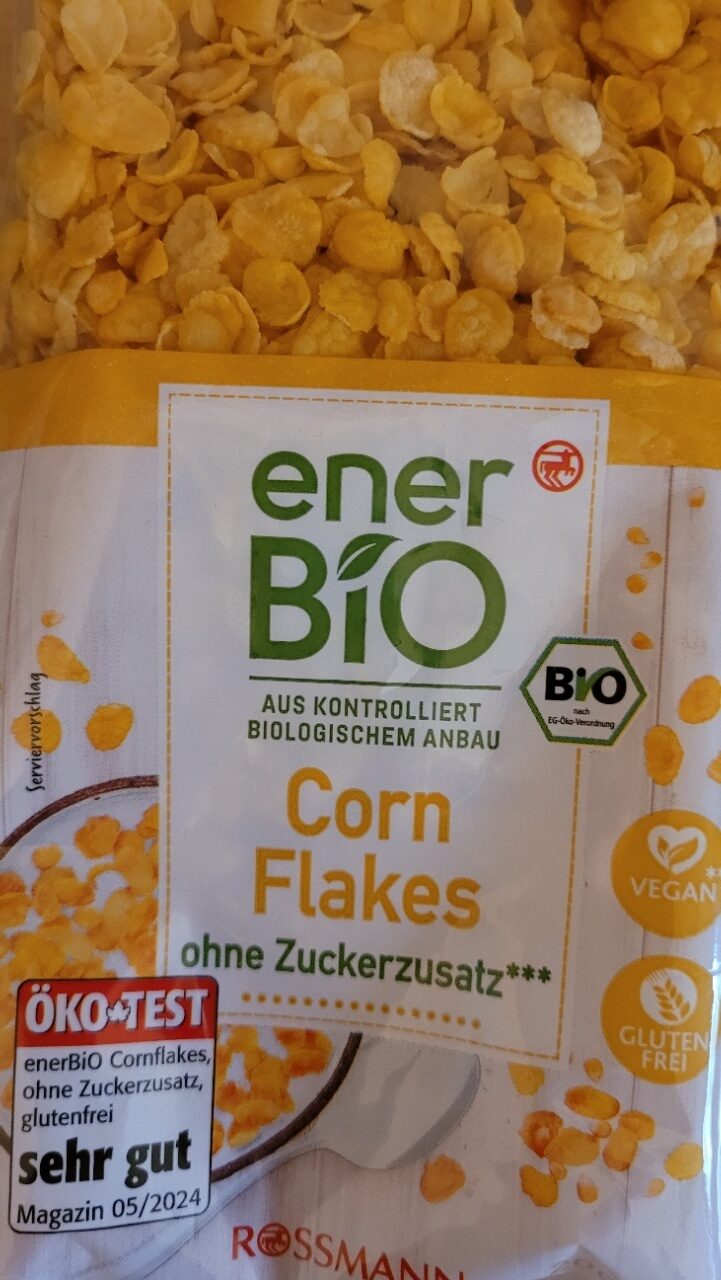 ener
BiO
AUS KONTROLLIERT
BIOLOGISCHEM ANBAU
BiO
nach
EG-Öko-Verordnung
Corn
Flakes
ohne Zuckerzusatz***
Serviervorschlag
VEGAN**
GLUTEN
FREI
ÖKO TEST
enerBiO Cornflakes,
ohne Zuckerzusatz,
glutenfrei
sehr gut
Magazin 05/2024
ROSSMANN